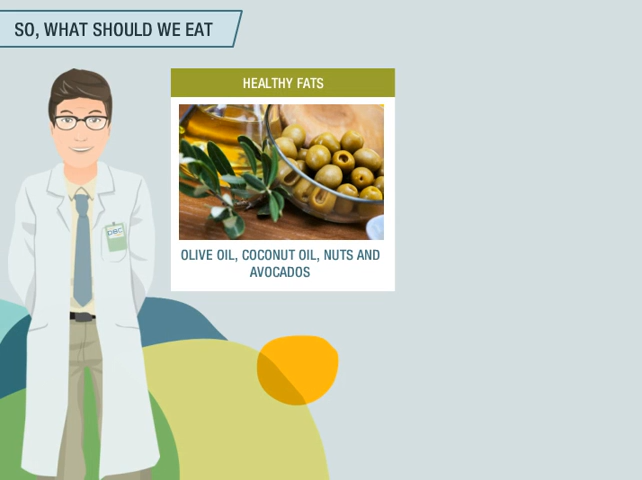 SO, WHAT SHOULD WE EAT
HEALTHY FATS
OLIVE OIL, COCONUT OIL, NUTS AND
AVOCADOS